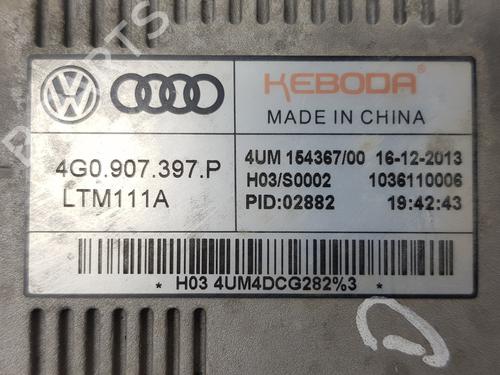 KEBODA®
MADE IN CHINA
4G0.907.397.P
LTM111A
4UM 154367/00 16-12-2013
H03/S0002 1036110006
PID:02882 19:42:43
* H03 4UM4DCG282%3 *